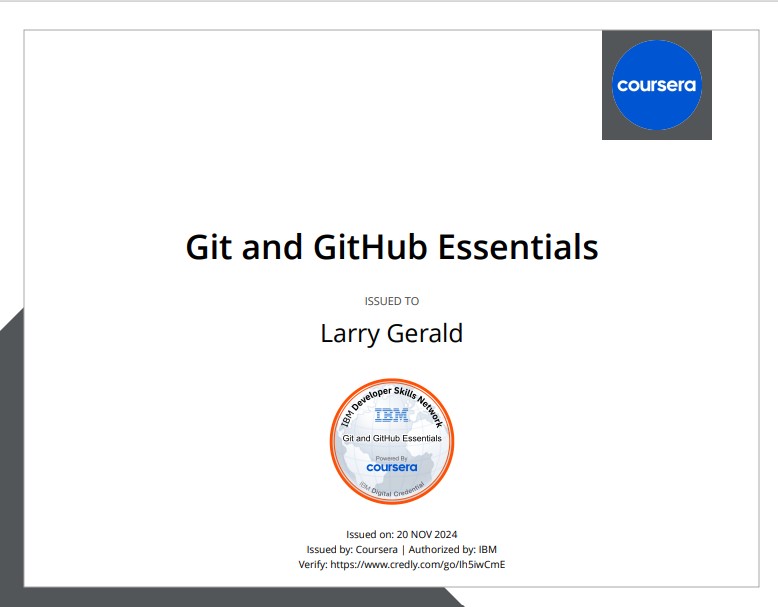 coursera
Git and GitHub Essentials
ISSUED TO
Larry Gerald
IBM Developer Skills Network
IBM
Git and GitHub Essentials
Powered By
coursera
IBM Digital Credential
Issued on: 20 NOV 2024
Issued by: Coursera | Authorized by: IBM
Verify: https://www.credly.com/go/Ih5iwCmE